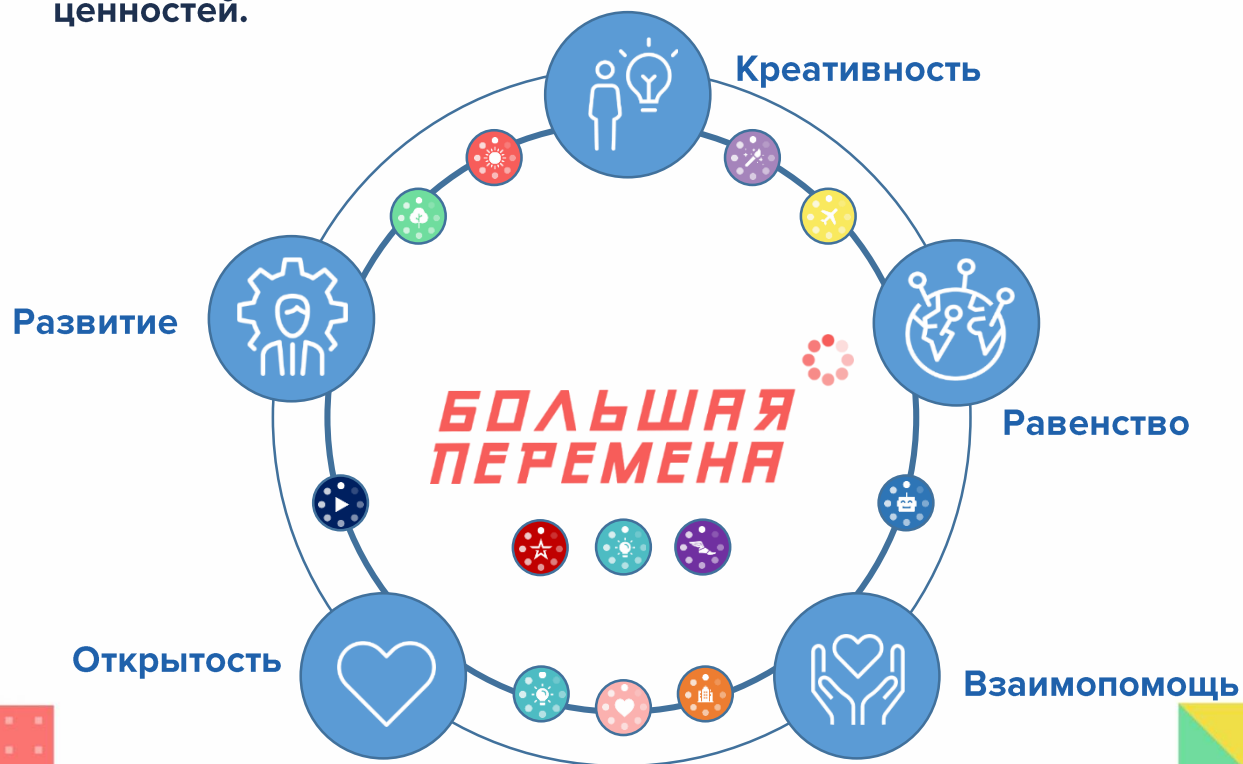 ценностей.
Креативность
Развитие
БОЛЬШАЯ
ПЕРЕМЕНА
Равенство
Открытость
Взаимопомощь